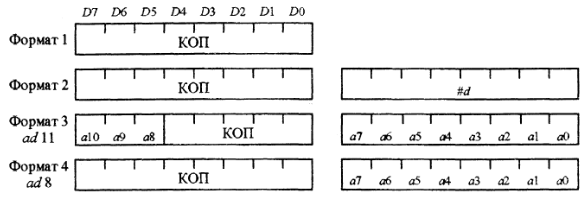 D7 D6 D5 D4 D3 D2 D1 D0
Формат 1 КОП
Формат 2 КОП #d
Формат 3 КОП
ad 11 a10 a9 a8 a7 a6 a5 a4 a3 a2 a1 a0
Формат 4 КОП
ad 8 a7 a6 a5 a4 a3 a2 a1 a0